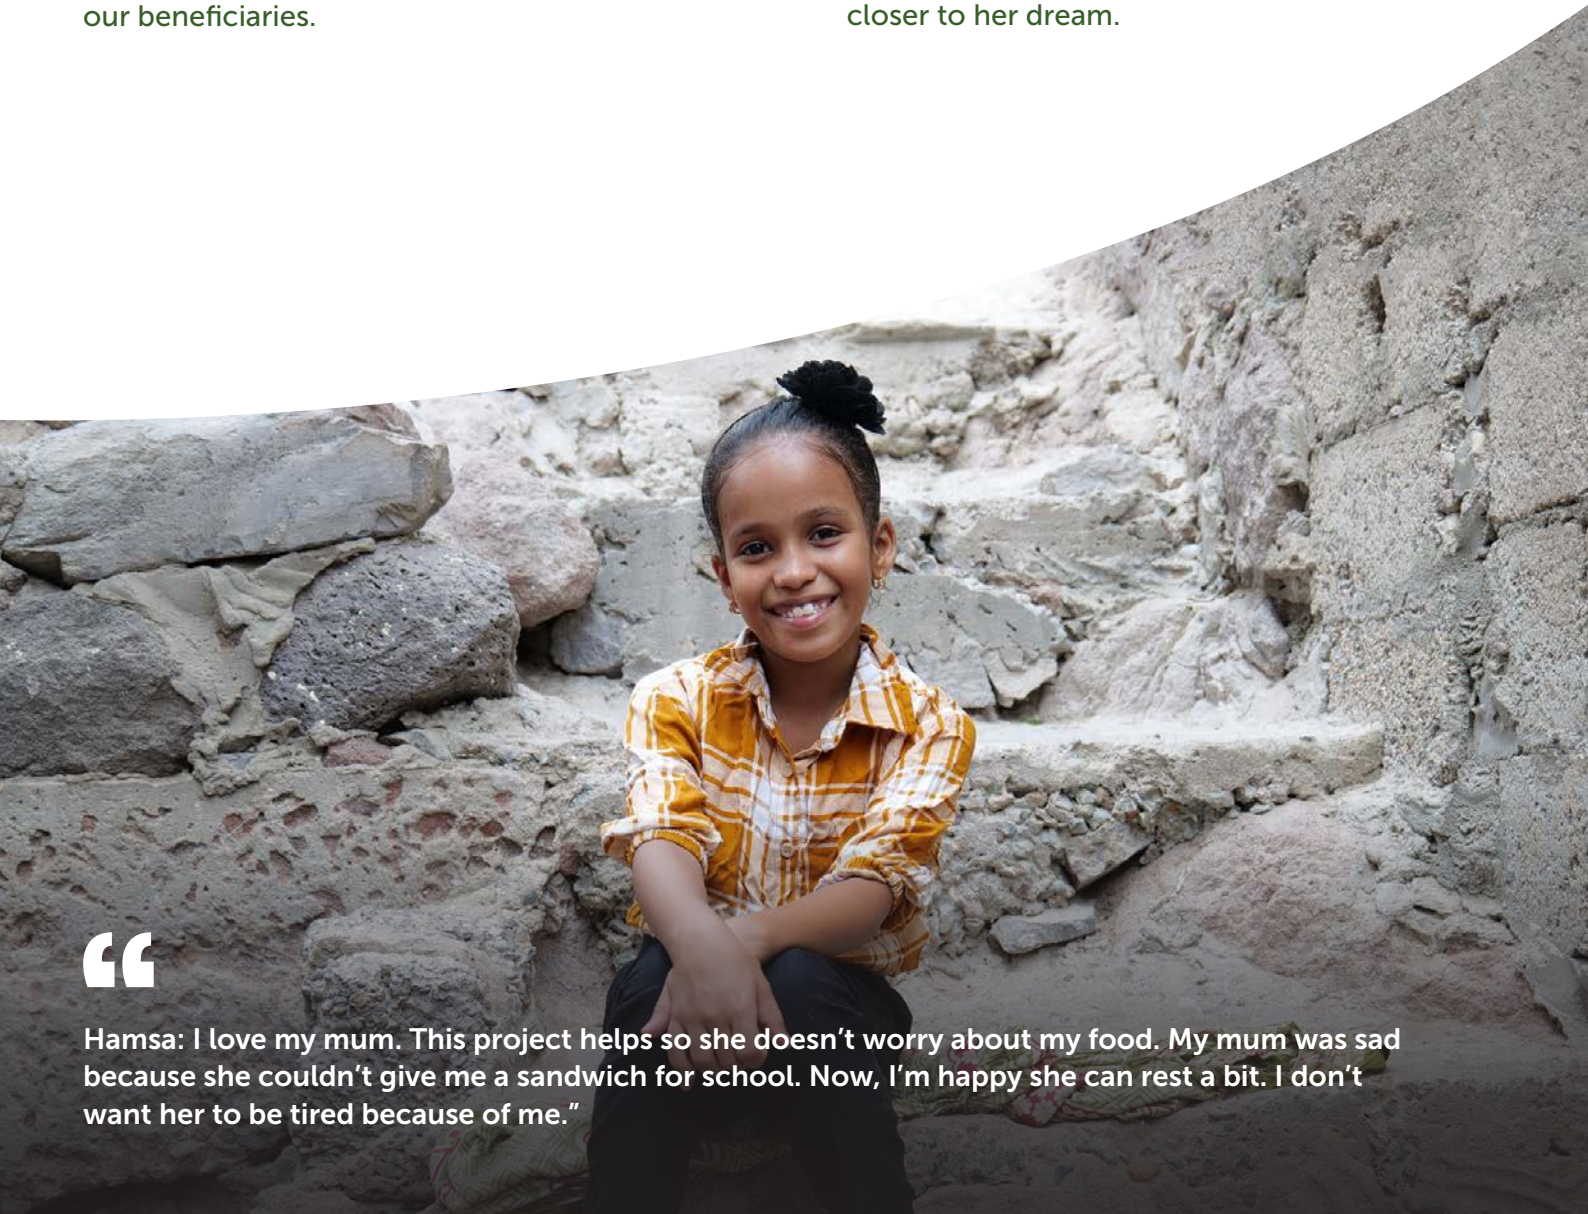 our beneficiaries.
closer to her dream.
“
Hamsa: I love my mum. This project helps so she doesn’t worry about my food. My mum was sad
because she couldn’t give me a sandwich for school. Now, I’m happy she can rest a bit. I don’t
want her to be tired because of me.”